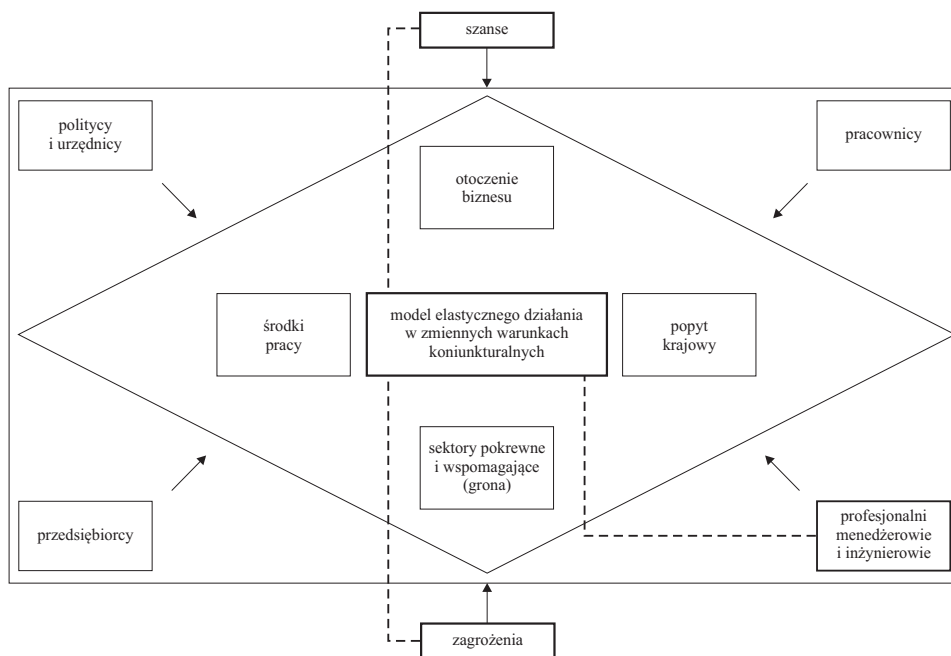 szanse
politycy
i urzędnicy
pracownicy
otoczenie
biznesu
środki
pracy
model elastycznego działania
w zmiennych warunkach
koniunkturalnych
popyt
krajowy
sektory pokrewne
i wspomagające
(grona)
przedsiębiorcy
profesjonalni
menedżerowie
i inżynierowie
zagrożenia